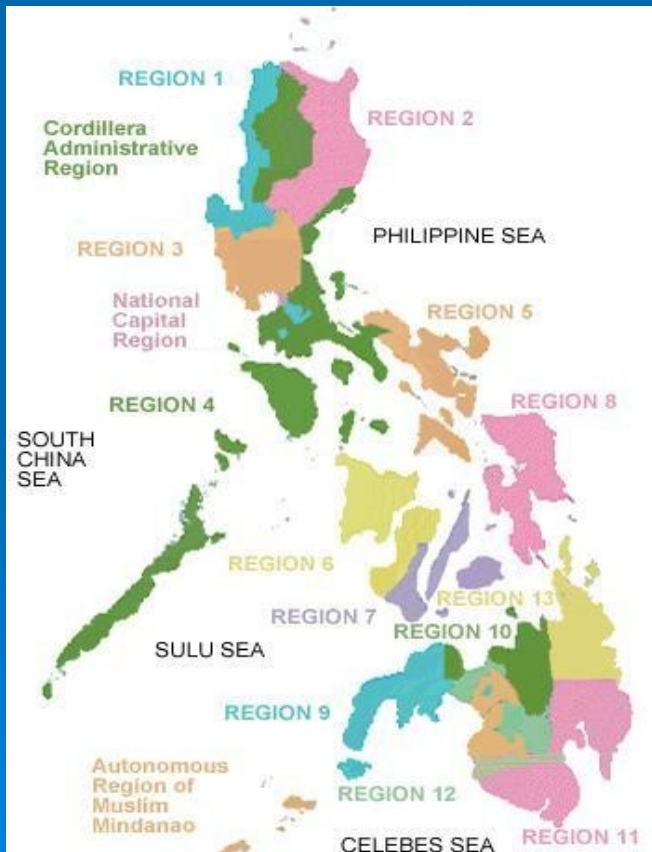 REGION 1
REGION 2
Cordillera
Administrative
Region
PHILIPPINE SEA
REGION 3
National
Capital
Region
REGION 5
REGION 4
REGION 8
SOUTH
CHINA
SEA
REGION 6
REGION 7
REGION 13
REGION 10
SULU SEA
REGION 9
Autonomous
Region of
Muslim
Mindanao
REGION 12
REGION 11
CELEBES SEA